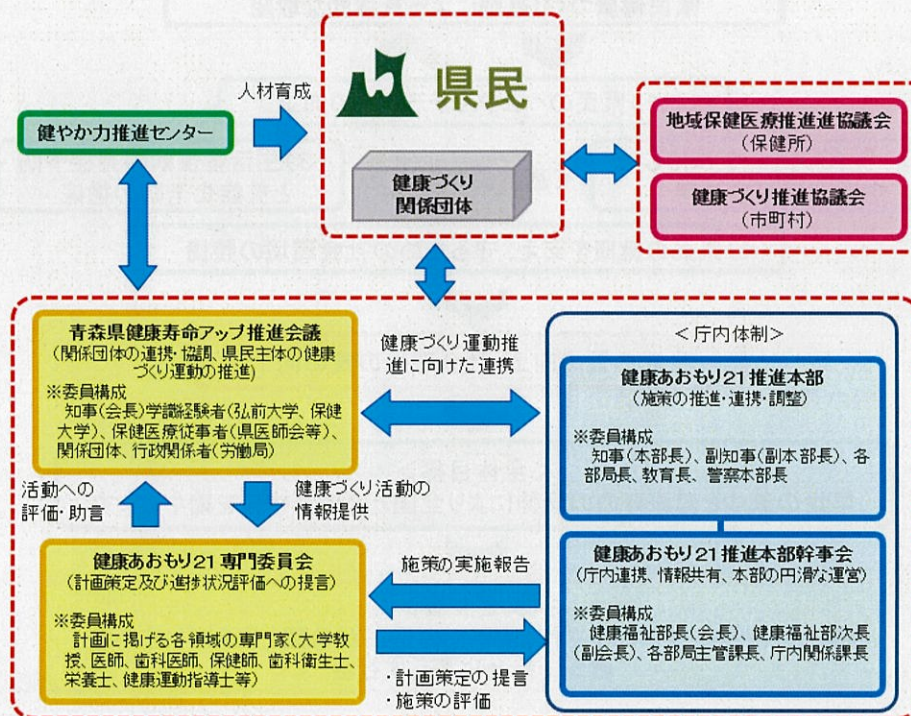 人材育成
県民
健やか力推進センター
健康づくり
関係団体
地域保健医療推進進協議会
(保健所)
健康づくり推進協議会
(市町村)
青森県健康寿命アップ推進会議
(関係団体の連携・協調、県民主体の健康
づくり運動の推進)
※委員構成
知事(会長)学識経験者(弘前大学、保健
大学)、保健医療従事者(県医師会等)、
関係団体、行政関係者(労働局)
健康づくり運動推
進に向けた連携
<庁内体制>
健康あおもり21推進本部
(施策の推進・連携・調整)
※委員構成
知事(本部長)、副知事(副本部長)、各
部局長、教育長、警察本部長
活動への
評価・助言
健康づくり活動の
情報提供
健康あおもり21専門委員会
(計画策定及び進捗状況評価への提言)
※委員構成
計画に掲げる各領域の専門家(大学教
授、医師、歯科医師、保健師、歯科衛生士、
栄養士、健康運動指導士等)
施策の実施報告
・計画策定の提言
・施策の評価
健康あおもり21推進本部幹事会
(庁内連携、情報共有、本部の円滑な運営)
※委員構成
健康福祉部長(会長)、健康福祉部次長
(副会長)、各部局主管課長、庁内関係課長